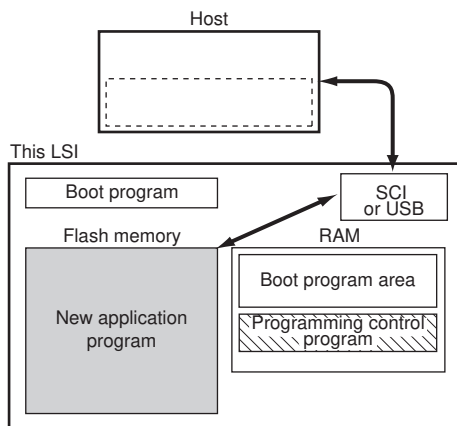 Host
This LSI
Boot program
SCI
or USB
Flash memory
RAM
New application
program
Boot program area
Programming control
program